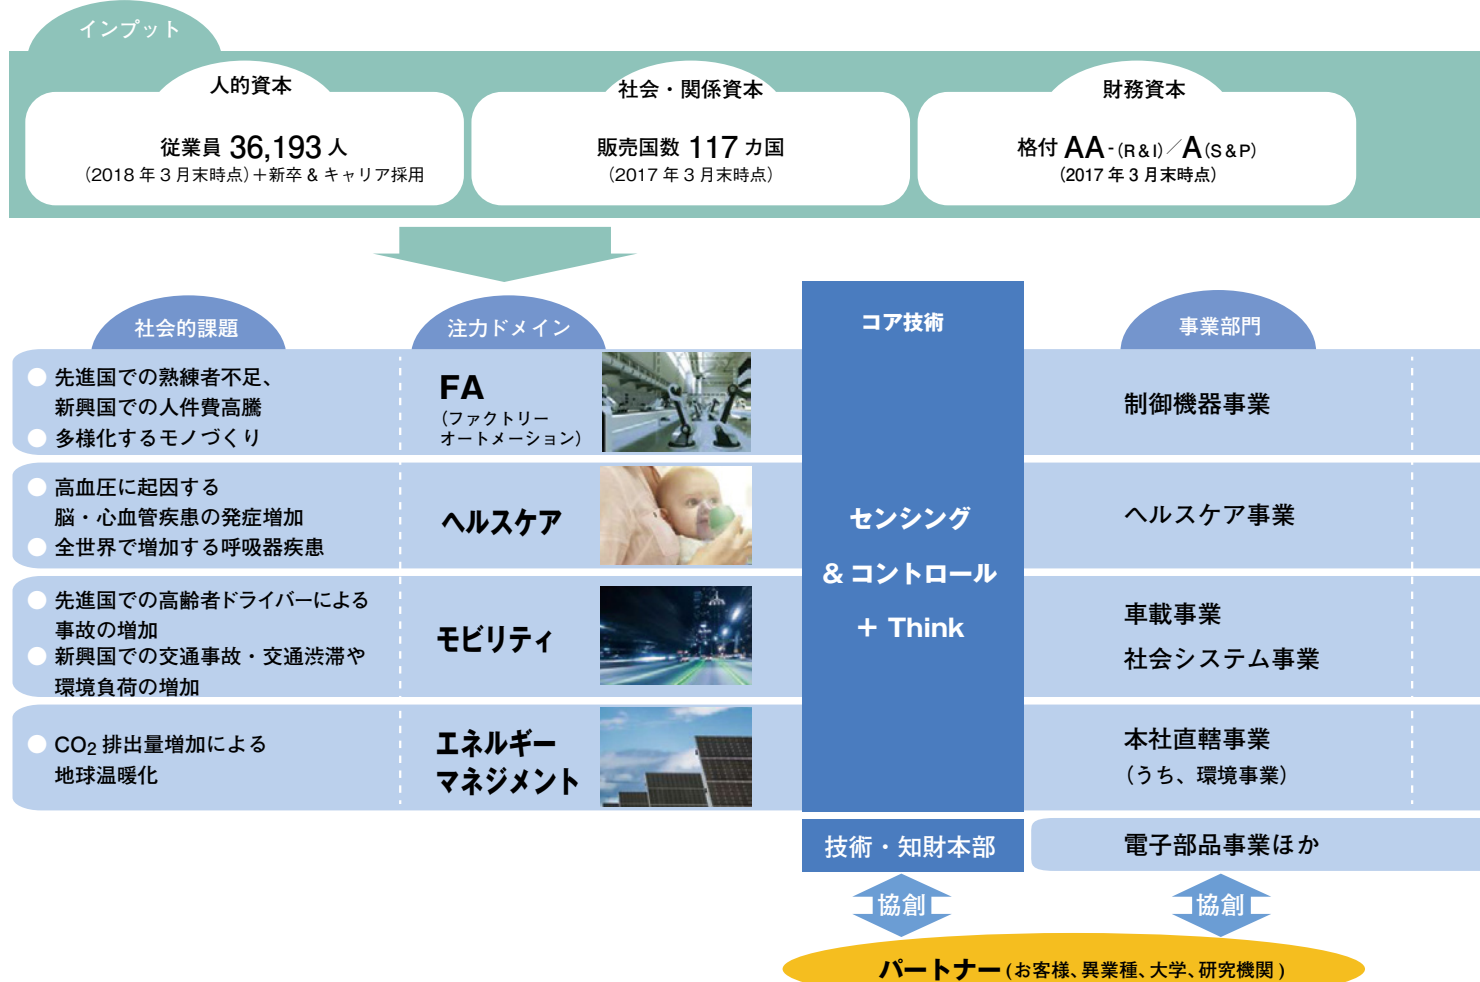 インプット
人的資本
従業員 36,193 人
(2018 年 3 月末時点)＋新卒 & キャリア採用
社会・関係資本
販売国数 117 カ国
(2017 年 3 月末時点)
財務資本
格付 AA- (R & I)／A (S & P)
(2017 年 3 月末時点)
社会的課題
注力ドメイン
コア技術
事業部門
先進国での熟練者不足、
新興国での人件費高騰
多様化するモノづくり
FA
(ファクトリー
オートメーション)
制御機器事業
高血圧に起因する
脳・心血管疾患の発症増加
全世界で増加する呼吸器疾患
ヘルスケア
ヘルスケア事業
先進国での高齢者ドライバーによる
事故の増加
新興国での交通事故・交通渋滞や
環境負荷の増加
モビリティ
車載事業
社会システム事業
CO₂ 排出量増加による
地球温暖化
エネルギー
マネジメント
本社直轄事業
(うち、環境事業)
センシング
& コントロール
＋ Think
技術・知財本部
電子部品事業ほか
協創
協創
パートナー (お客様、異業種、大学、研究機関)